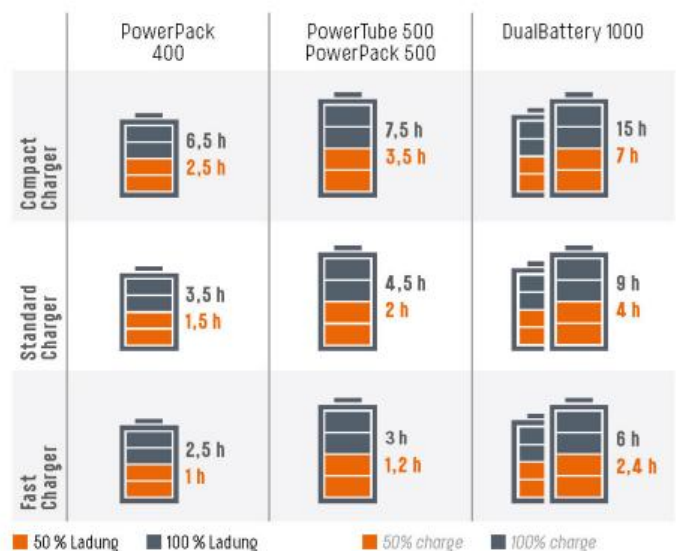 PowerPack
400
PowerTube 500
PowerPack 500
DualBattery 1000
Compact
Charger
6,5 h
2,5 h
7,5 h
3,5 h
15 h
7 h
Standard
Charger
3,5 h
1,5 h
4,5 h
2 h
9 h
4 h
Fast
Charger
2,5 h
1 h
3 h
1,2 h
6 h
2,4 h
50 % Ladung 100 % Ladung 50% charge 100% charge